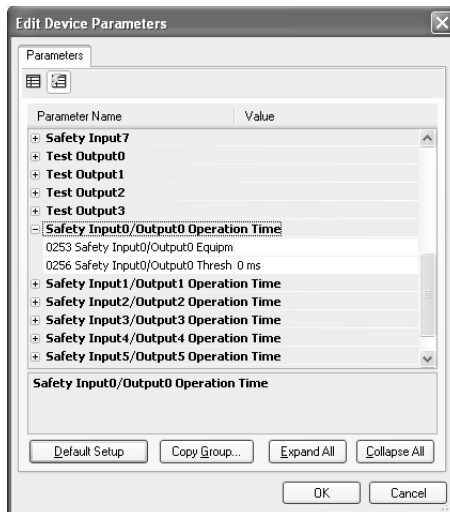 Edit Device Parameters
Parameters
Parameter Name Value
Safety Input7
Test Output0
Test Output1
Test Output2
Test Output3
Safety Input0/Output0 Operation Time
0253 Safety Input0/Output0 Equipm
0256 Safety Input0/Output0 Thresh 0 ms
Safety Input1/Output1 Operation Time
Safety Input2/Output2 Operation Time
Safety Input3/Output3 Operation Time
Safety Input4/Output4 Operation Time
Safety Input5/Output5 Operation Time
Safety Input0/Output0 Operation Time
Default Setup Copy Group... Expand All Collapse All
OK Cancel